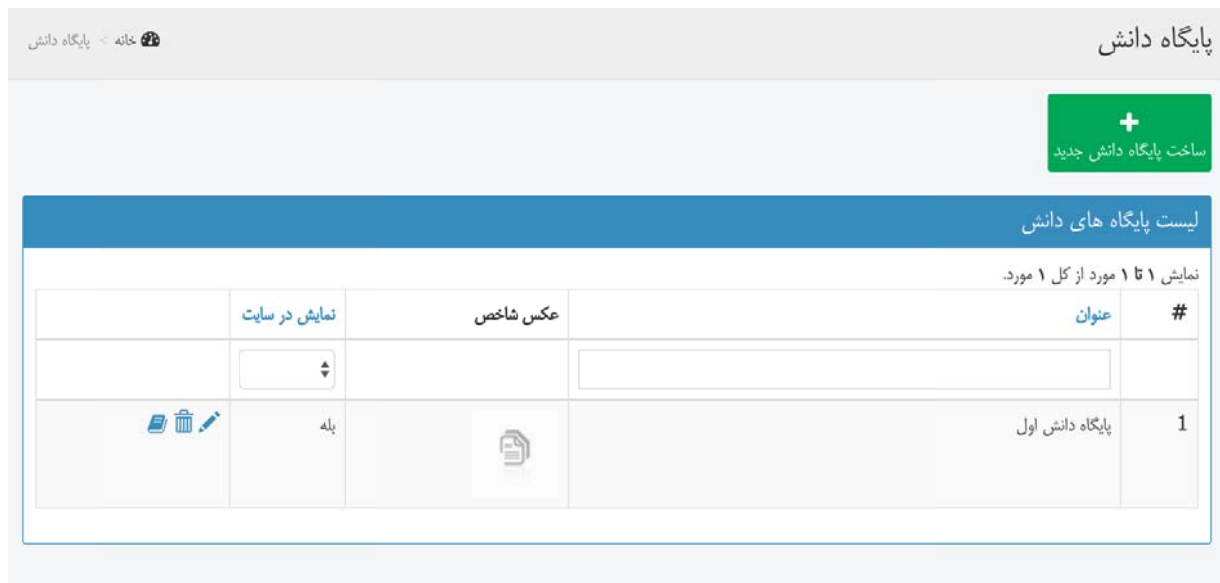 پایگاه دانش
خانه > پایگاه دانش
ساخت پایگاه دانش جدید
لیست پایگاه های دانش
نمایش ۱ تا ۱ مورد از کل ۱ مورد.
# عنوان عکس شاخص نمایش در سایت
1 پایگاه دانش اول بله